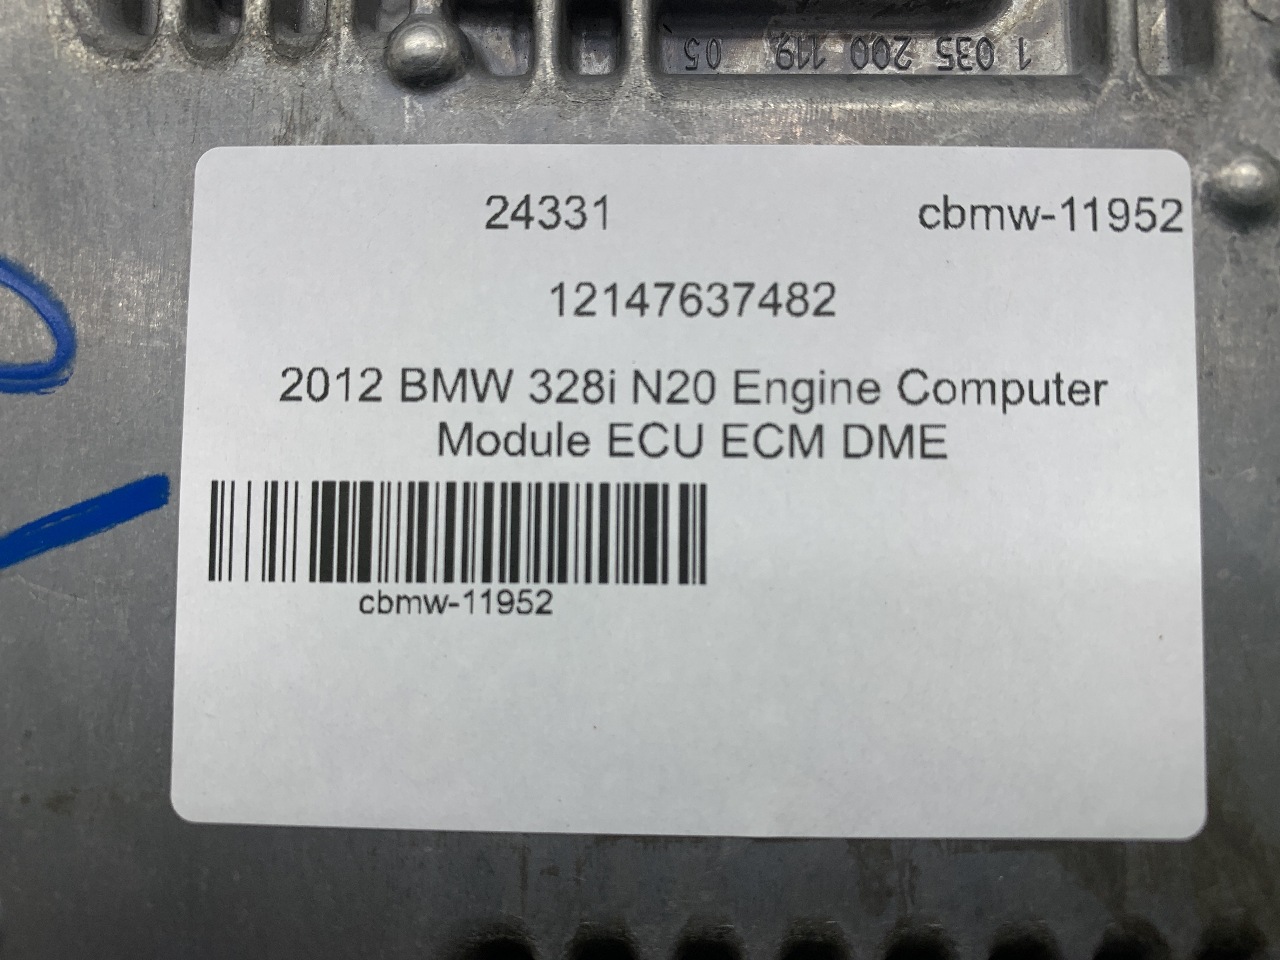 1 035 200 119 05
24331 cbmw-11952
12147637482
2012 BMW 328i N20 Engine Computer
Module ECU ECM DME
cbmw-11952